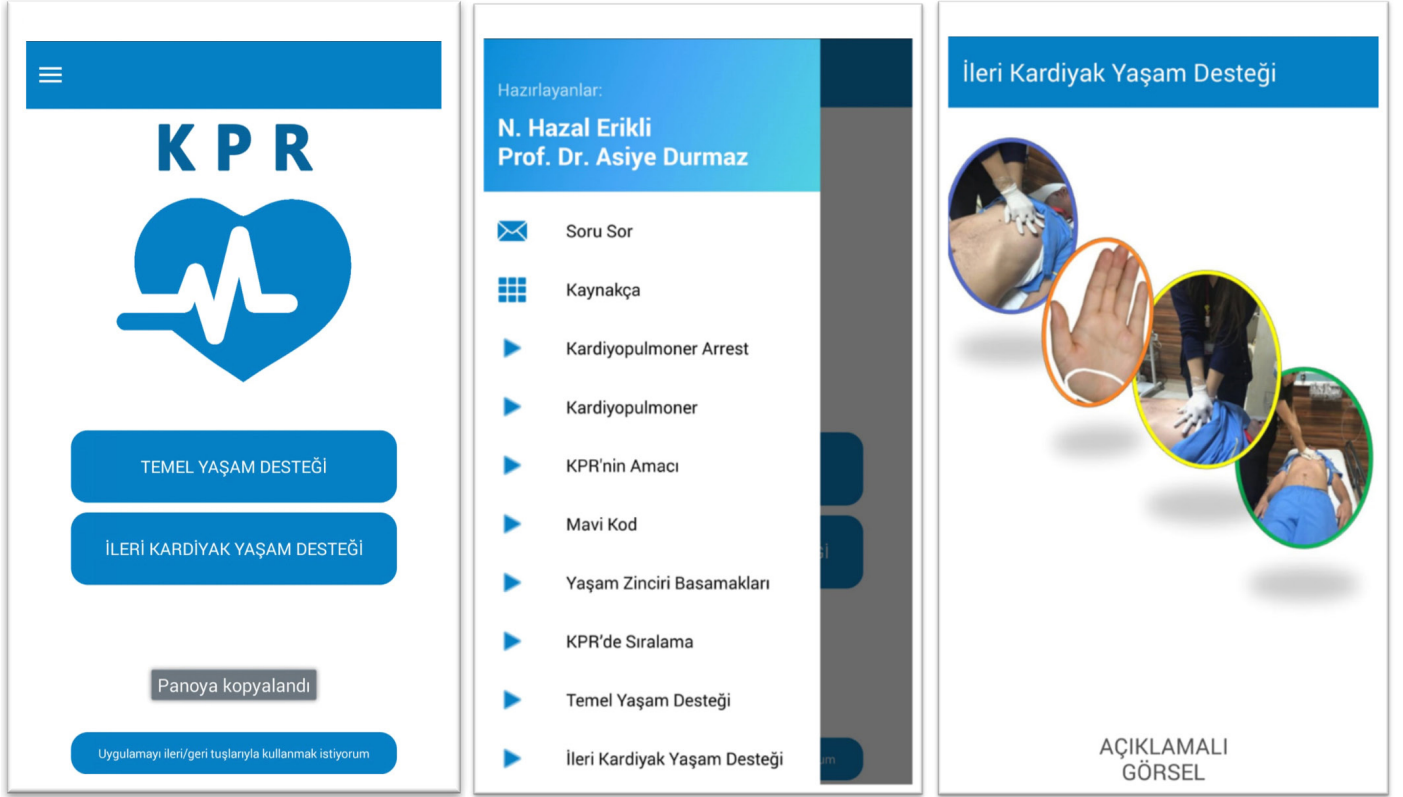 K P R
TEMEL YAŞAM DESTEĞİ
İLERİ KARDİYAK YAŞAM DESTEĞİ
Panoya kopyalandı
Uygulamayı ileri/geri tuşlarıyla kullanmak istiyorum
Hazırlayanlar:
N. Hazal Erikli
Prof. Dr. Asiye Durmaz
Soru Sor
Kaynakça
Kardiyopulmoner Arrest
Kardiyopulmoner
KPR'nin Amacı
Mavi Kod
Yaşam Zinciri Basamakları
KPR'de Sıralama
Temel Yaşam Desteği
İleri Kardiyak Yaşam Desteği
İleri Kardiyak Yaşam Desteği
AÇIKLAMALI
GÖRSEL